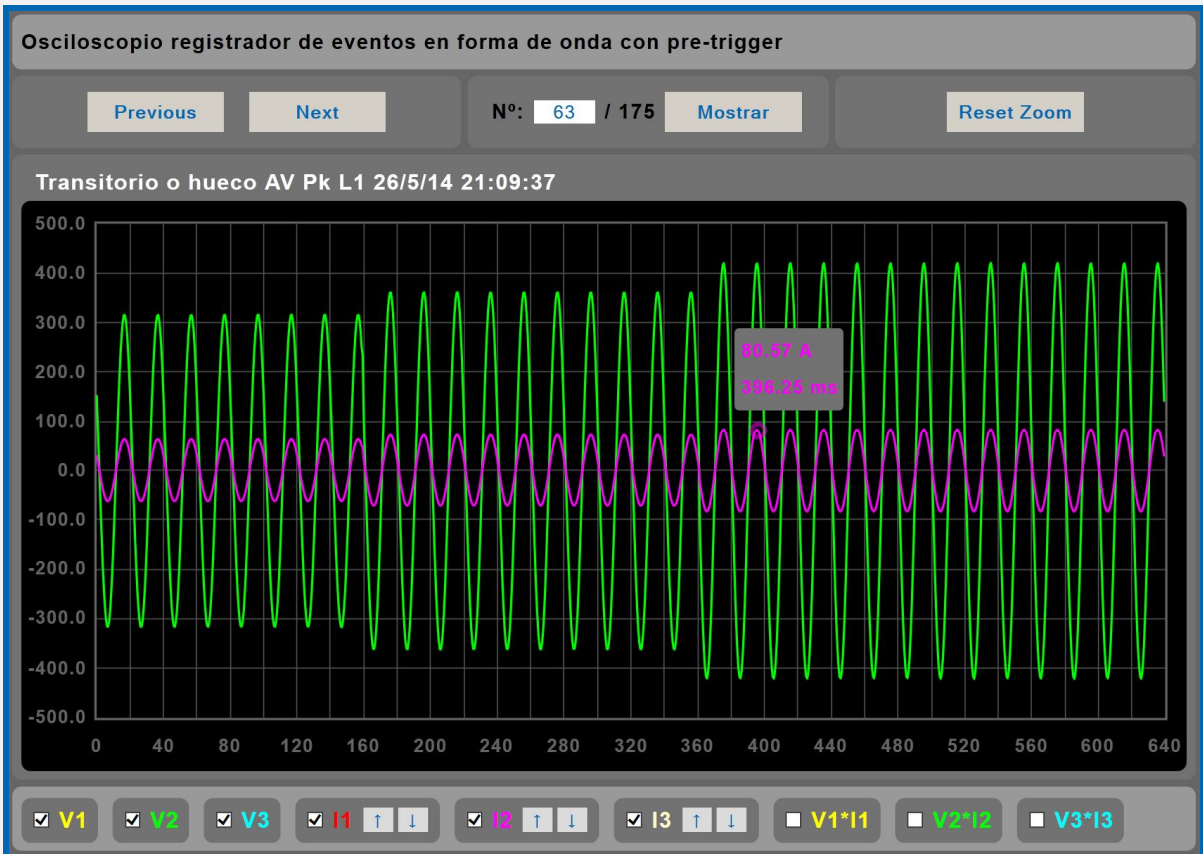 Osciloscopio registrador de eventos en forma de onda con pre-trigger
Previous Next Nº: 63 / 175 Mostrar Reset Zoom
Transitorio o hueco AV Pk L1 26/5/14 21:09:37
500.0
400.0
300.0
200.0
100.0
0.0
-100.0
-200.0
-300.0
-400.0
-500.0
80.57 A
396.25 ms
0 40 80 120 160 200 240 280 320 360 400 440 480 520 560 600 640
V1 V2 V3 I1 ↑ ↓ I2 ↑ ↓ I3 ↑ ↓ V1*I1 V2*I2 V3*I3